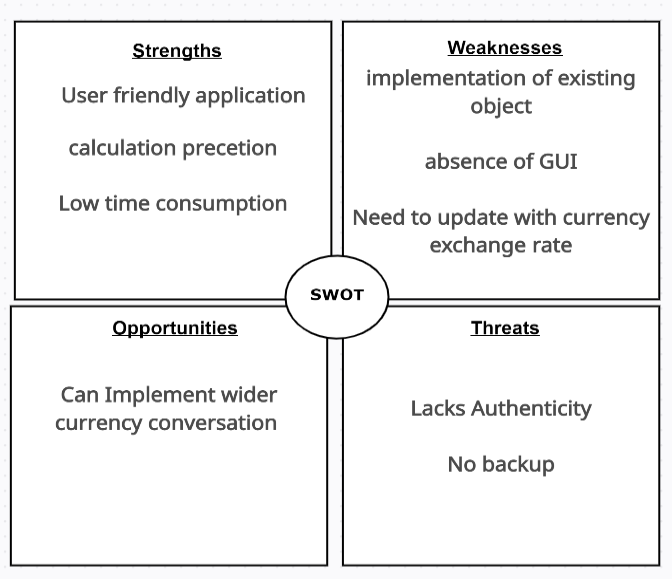 Strengths
User friendly application
calculation precetion
Low time consumption
Weaknesses
implementation of existing
object
absence of GUI
Need to update with currency
exchange rate
SWOT
Opportunities
Can Implement wider
currency conversation
Threats
Lacks Authenticity
No backup